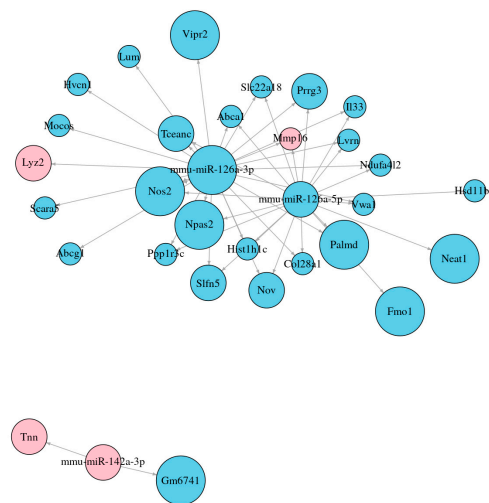 Vipr2
Lum
Hvcn1
Slc22a18
Prrg3
Il33
Abca1
Mocos
Tceanc
Mmp16
Lvrn
Lyz2
mmu-miR-126a-3p
Ndufa4l2
Nos2
mmu-miR-126a-5p
Hsd11b
Scara5
Vwa1
Npas2
Abcg1
Ppp1r3c
Hist1h1c
Palmd
Col28a1
Neat1
Slfn5
Nov
Fmo1
Tnn
mmu-miR-142a-3p
Gm6741